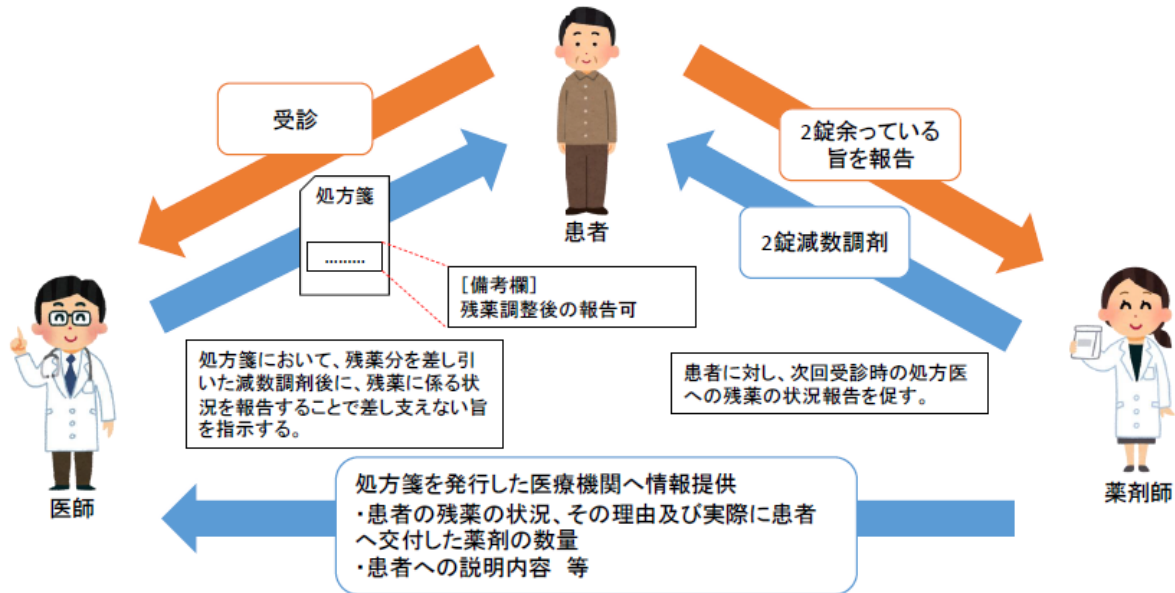 患者
受診
2錠余っている
旨を報告
処方箋
………
2錠減数調剤
[備考欄]
残薬調整後の報告可
処方箋において、残薬分を差し引
いた減数調剤後に、残薬に係る状
況を報告することで差し支えない旨
を指示する。
患者に対し、次回受診時の処方医
への残薬の状況報告を促す。
医師
薬剤師
処方箋を発行した医療機関へ情報提供
・患者の残薬の状況、その理由及び実際に患者
へ交付した薬剤の数量
・患者への説明内容 等